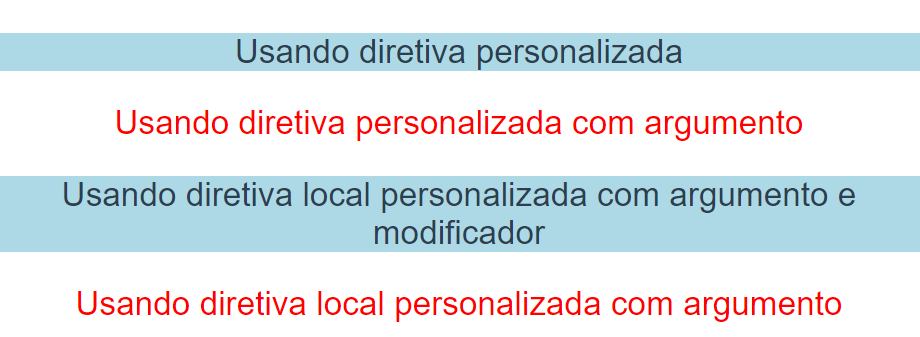 Usando diretiva personalizada
Usando diretiva personalizada com argumento
Usando diretiva local personalizada com argumento e
modificador
Usando diretiva local personalizada com argumento